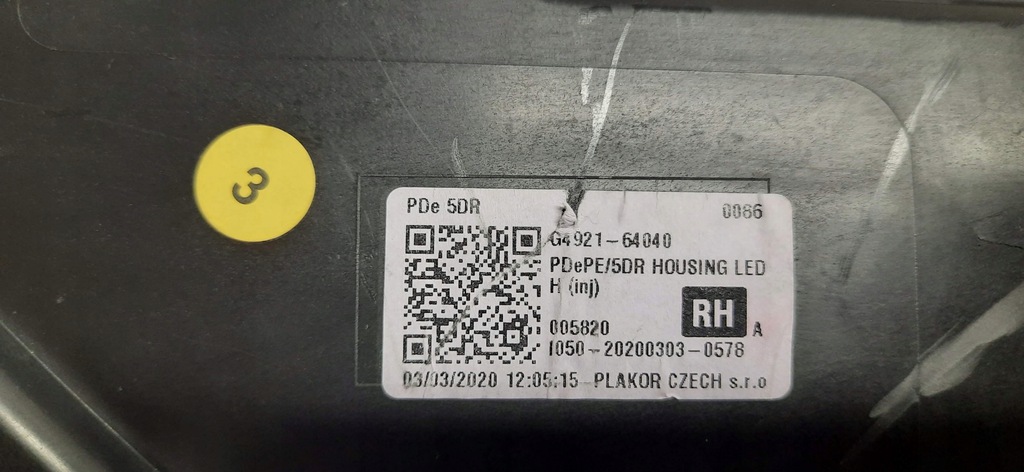 3
PDe 5DR 0086
G4921-64040
PDePE/5DR HOUSING LED
H (inj)
RH A
005820
I050-20200303-0578
03/03/2020 12:05:15 PLAKOR CZECH s.r.o